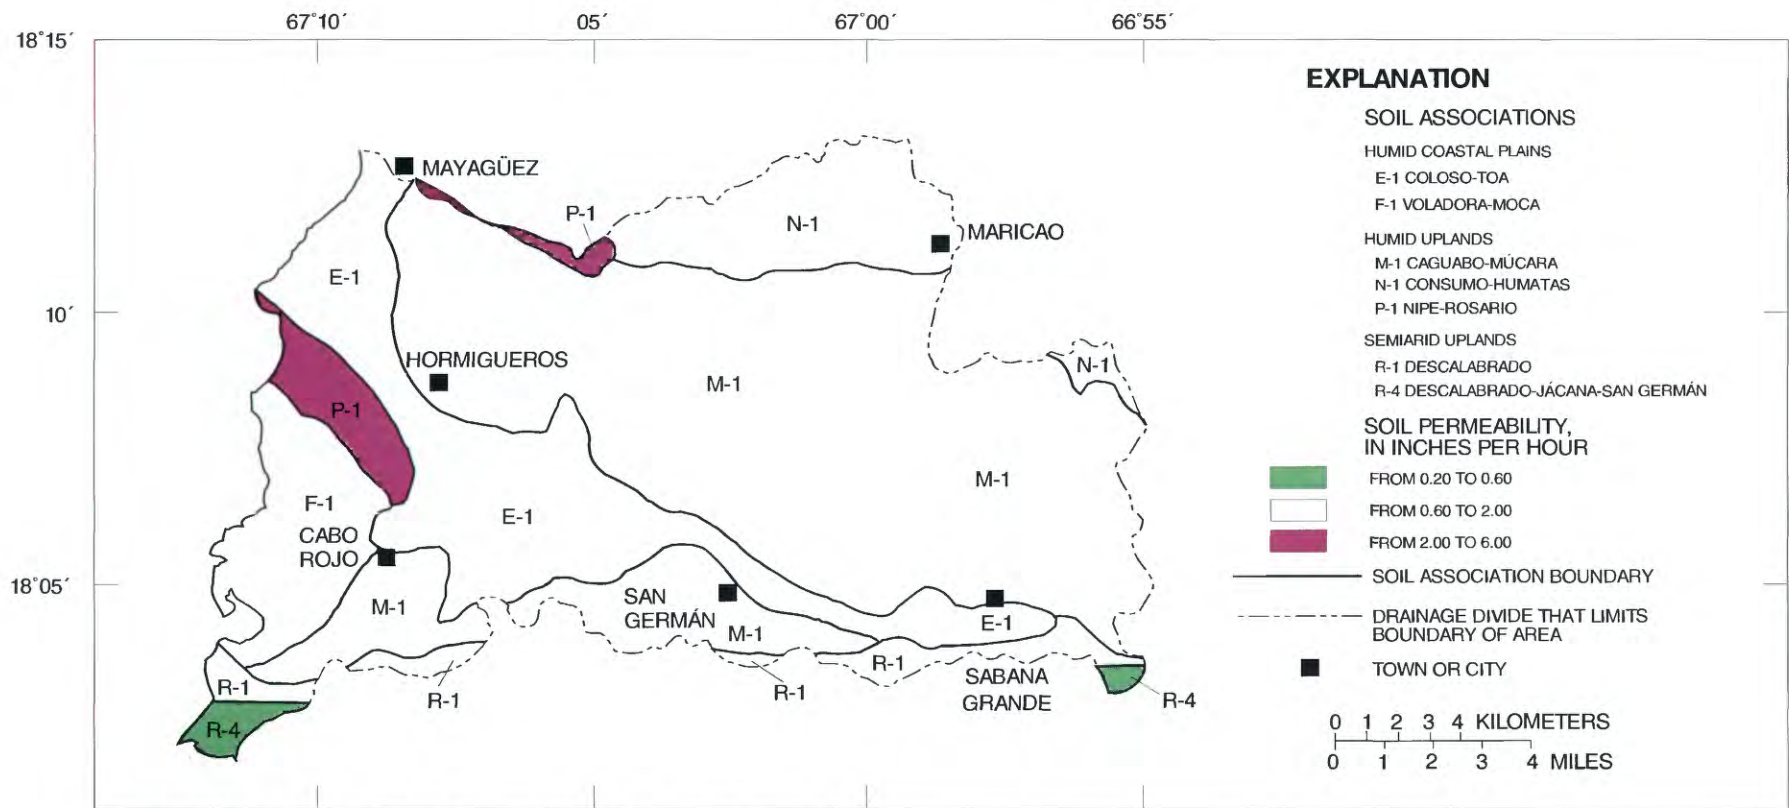 67°10´ 05´ 67°00´ 66°55´
18°15´
EXPLANATION
SOIL ASSOCIATIONS
HUMID COASTAL PLAINS
E-1 COLOSO-TOA
F-1 VOLADORA-MOCA
HUMID UPLANDS
M-1 CAGUABO-MÚCARA
N-1 CONSUMO-HUMATAS
P-1 NIPE-ROSARIO
SEMIARID UPLANDS
R-1 DESCALABRADO
R-4 DESCALABRADO-JÁCANA-SAN GERMÁN
SOIL PERMEABILITY,
IN INCHES PER HOUR
FROM 0.20 TO 0.60
FROM 0.60 TO 2.00
FROM 2.00 TO 6.00
SOIL ASSOCIATION BOUNDARY
DRAINAGE DIVIDE THAT LIMITS
BOUNDARY OF AREA
TOWN OR CITY
0 1 2 3 4 KILOMETERS
0 1 2 3 4 MILES
MAYAGÜEZ
P-1
N-1
MARICAO
E-1
10´
HORMIGUEROS
M-1
N-1
P-1
M-1
F-1
E-1
CABO
ROJO
18°05´
M-1
SAN
GERMÁN
M-1
E-1
R-1
R-1
R-1
R-1
SABANA
GRANDE
R-4
R-4